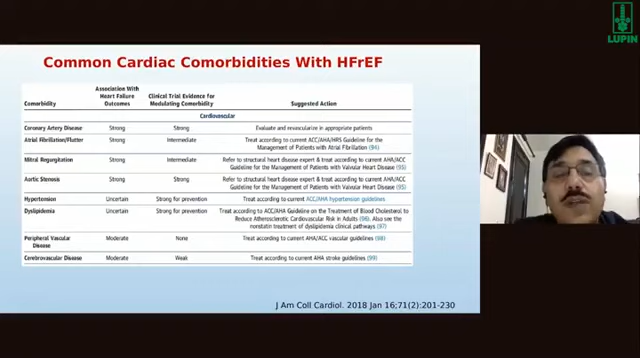 LUPIN
Common Cardiac Comorbidities With HFrEF
Comorbidity
Association With
Heart Failure
Outcomes
Clinical Trial Evidence for
Modulating Comorbidity
Suggested Action
Cardiovascular
Coronary Artery Disease Strong Strong Evaluate and revascularize in appropriate patients
Atrial Fibrillation/Flutter Strong Intermediate Treat according to current ACC/AHA/HRS Guideline for the
Management of Patients with Atrial Fibrillation (94)
Mitral Regurgitation Strong Intermediate Refer to structural heart disease expert & treat according to current AHA/ACC
Guideline for the Management of Patients with Valvular Heart Disease (95)
Aortic Stenosis Strong Strong Refer to structural heart disease expert & treat according to current AHA/ACC
Guideline for the Management of Patients with Valvular Heart Disease (95)
Hypertension Uncertain Strong for prevention Treat according to current ACC/AHA hypertension guidelines
Dyslipidemia Uncertain Strong for prevention Treat according to ACC/AHA Guideline on the Treatment of Blood Cholesterol to
Reduce Atherosclerotic Cardiovascular Risk in Adults (96). Also see the
nonstatin treatment of dyslipidemia clinical pathways (97)
Peripheral Vascular
Disease Moderate None Treat according to current AHA/ACC vascular guidelines (98)
Cerebrovascular Disease Moderate Weak Treat according to current AHA stroke guidelines (99)
J Am Coll Cardiol. 2018 Jan 16;71(2):201-230